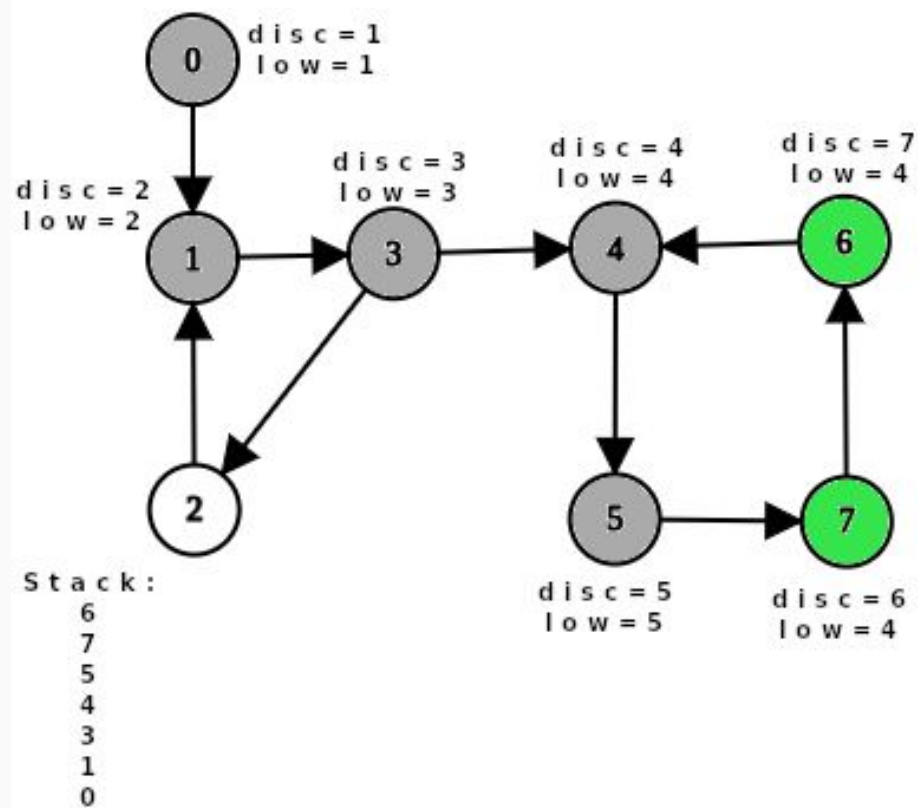 0
disc=1
low=1
disc=2
low=2
1
disc=3
low=3
3
disc=4
low=4
4
disc=7
low=4
6
2
5
disc=5
low=5
7
disc=6
low=4
Stack:
6
7
5
4
3
1
0